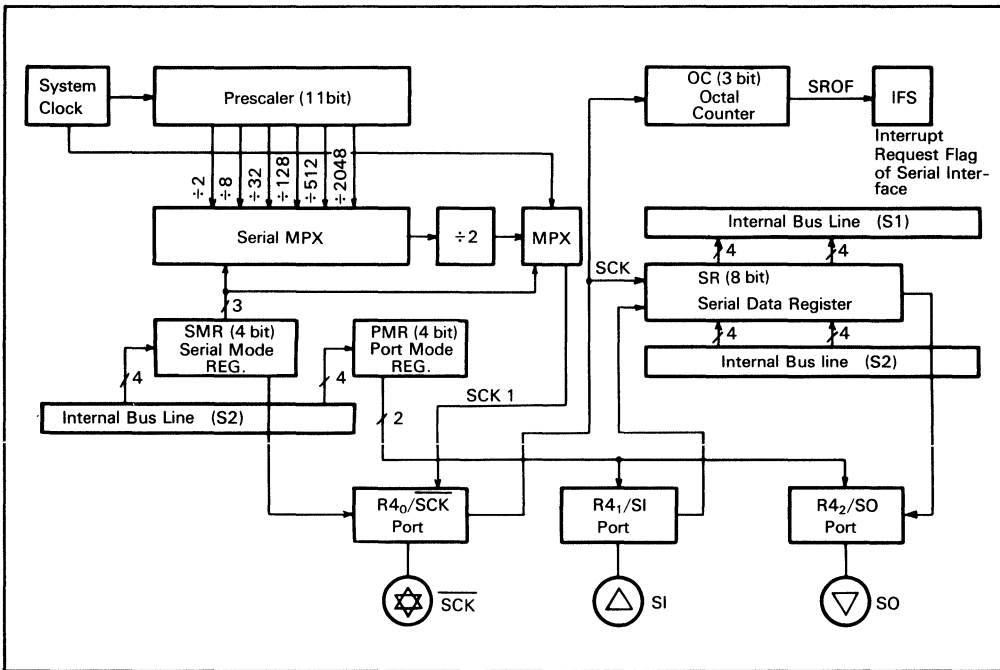 System
Clock
Prescaler (11bit)
OC (3 bit)
Octal
Counter
SROF
IFS
Interrupt
Request Flag
of Serial Inter-
face
÷2
÷8
÷32
÷128
÷512
÷2048
Serial MPX
÷2
MPX
Internal Bus Line (S1)
4
4
SCK
SR (8 bit)
Serial Data Register
3
SMR (4 bit)
Serial Mode
REG.
PMR (4 bit)
Port Mode
REG.
4
4
Internal Bus line (S2)
4
4
SCK 1
2
Internal Bus Line (S2)
R4₀/S̅C̅K̅
Port
R4₁/SI
Port
R4₂/SO
Port
S̅C̅K̅
SI
SO